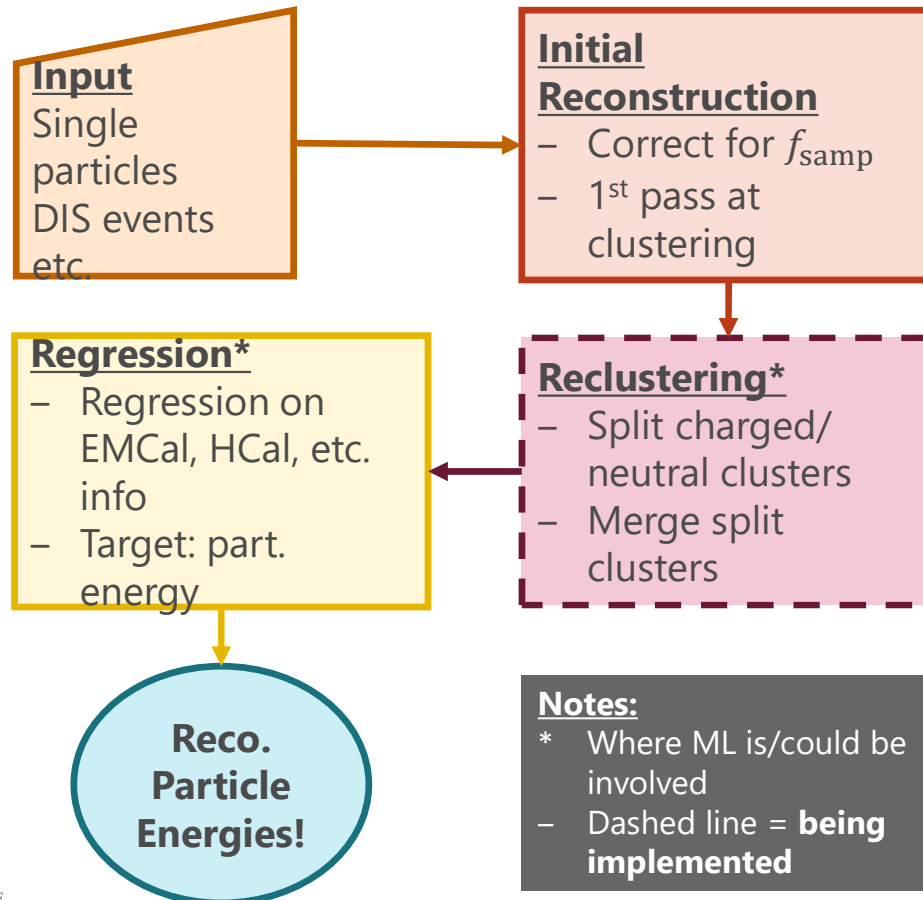 Input
Single
particles
DIS events
etc.
Initial
Reconstruction
– Correct for f_samp
– 1st pass at
clustering
Regression*
– Regression on
EMCal, HCal, etc.
info
– Target: part.
energy
Reclustering*
– Split charged/
neutral clusters
– Merge split
clusters
Reco.
Particle
Energies!
Notes:
* Where ML is/could be
involved
– Dashed line = being
implemented